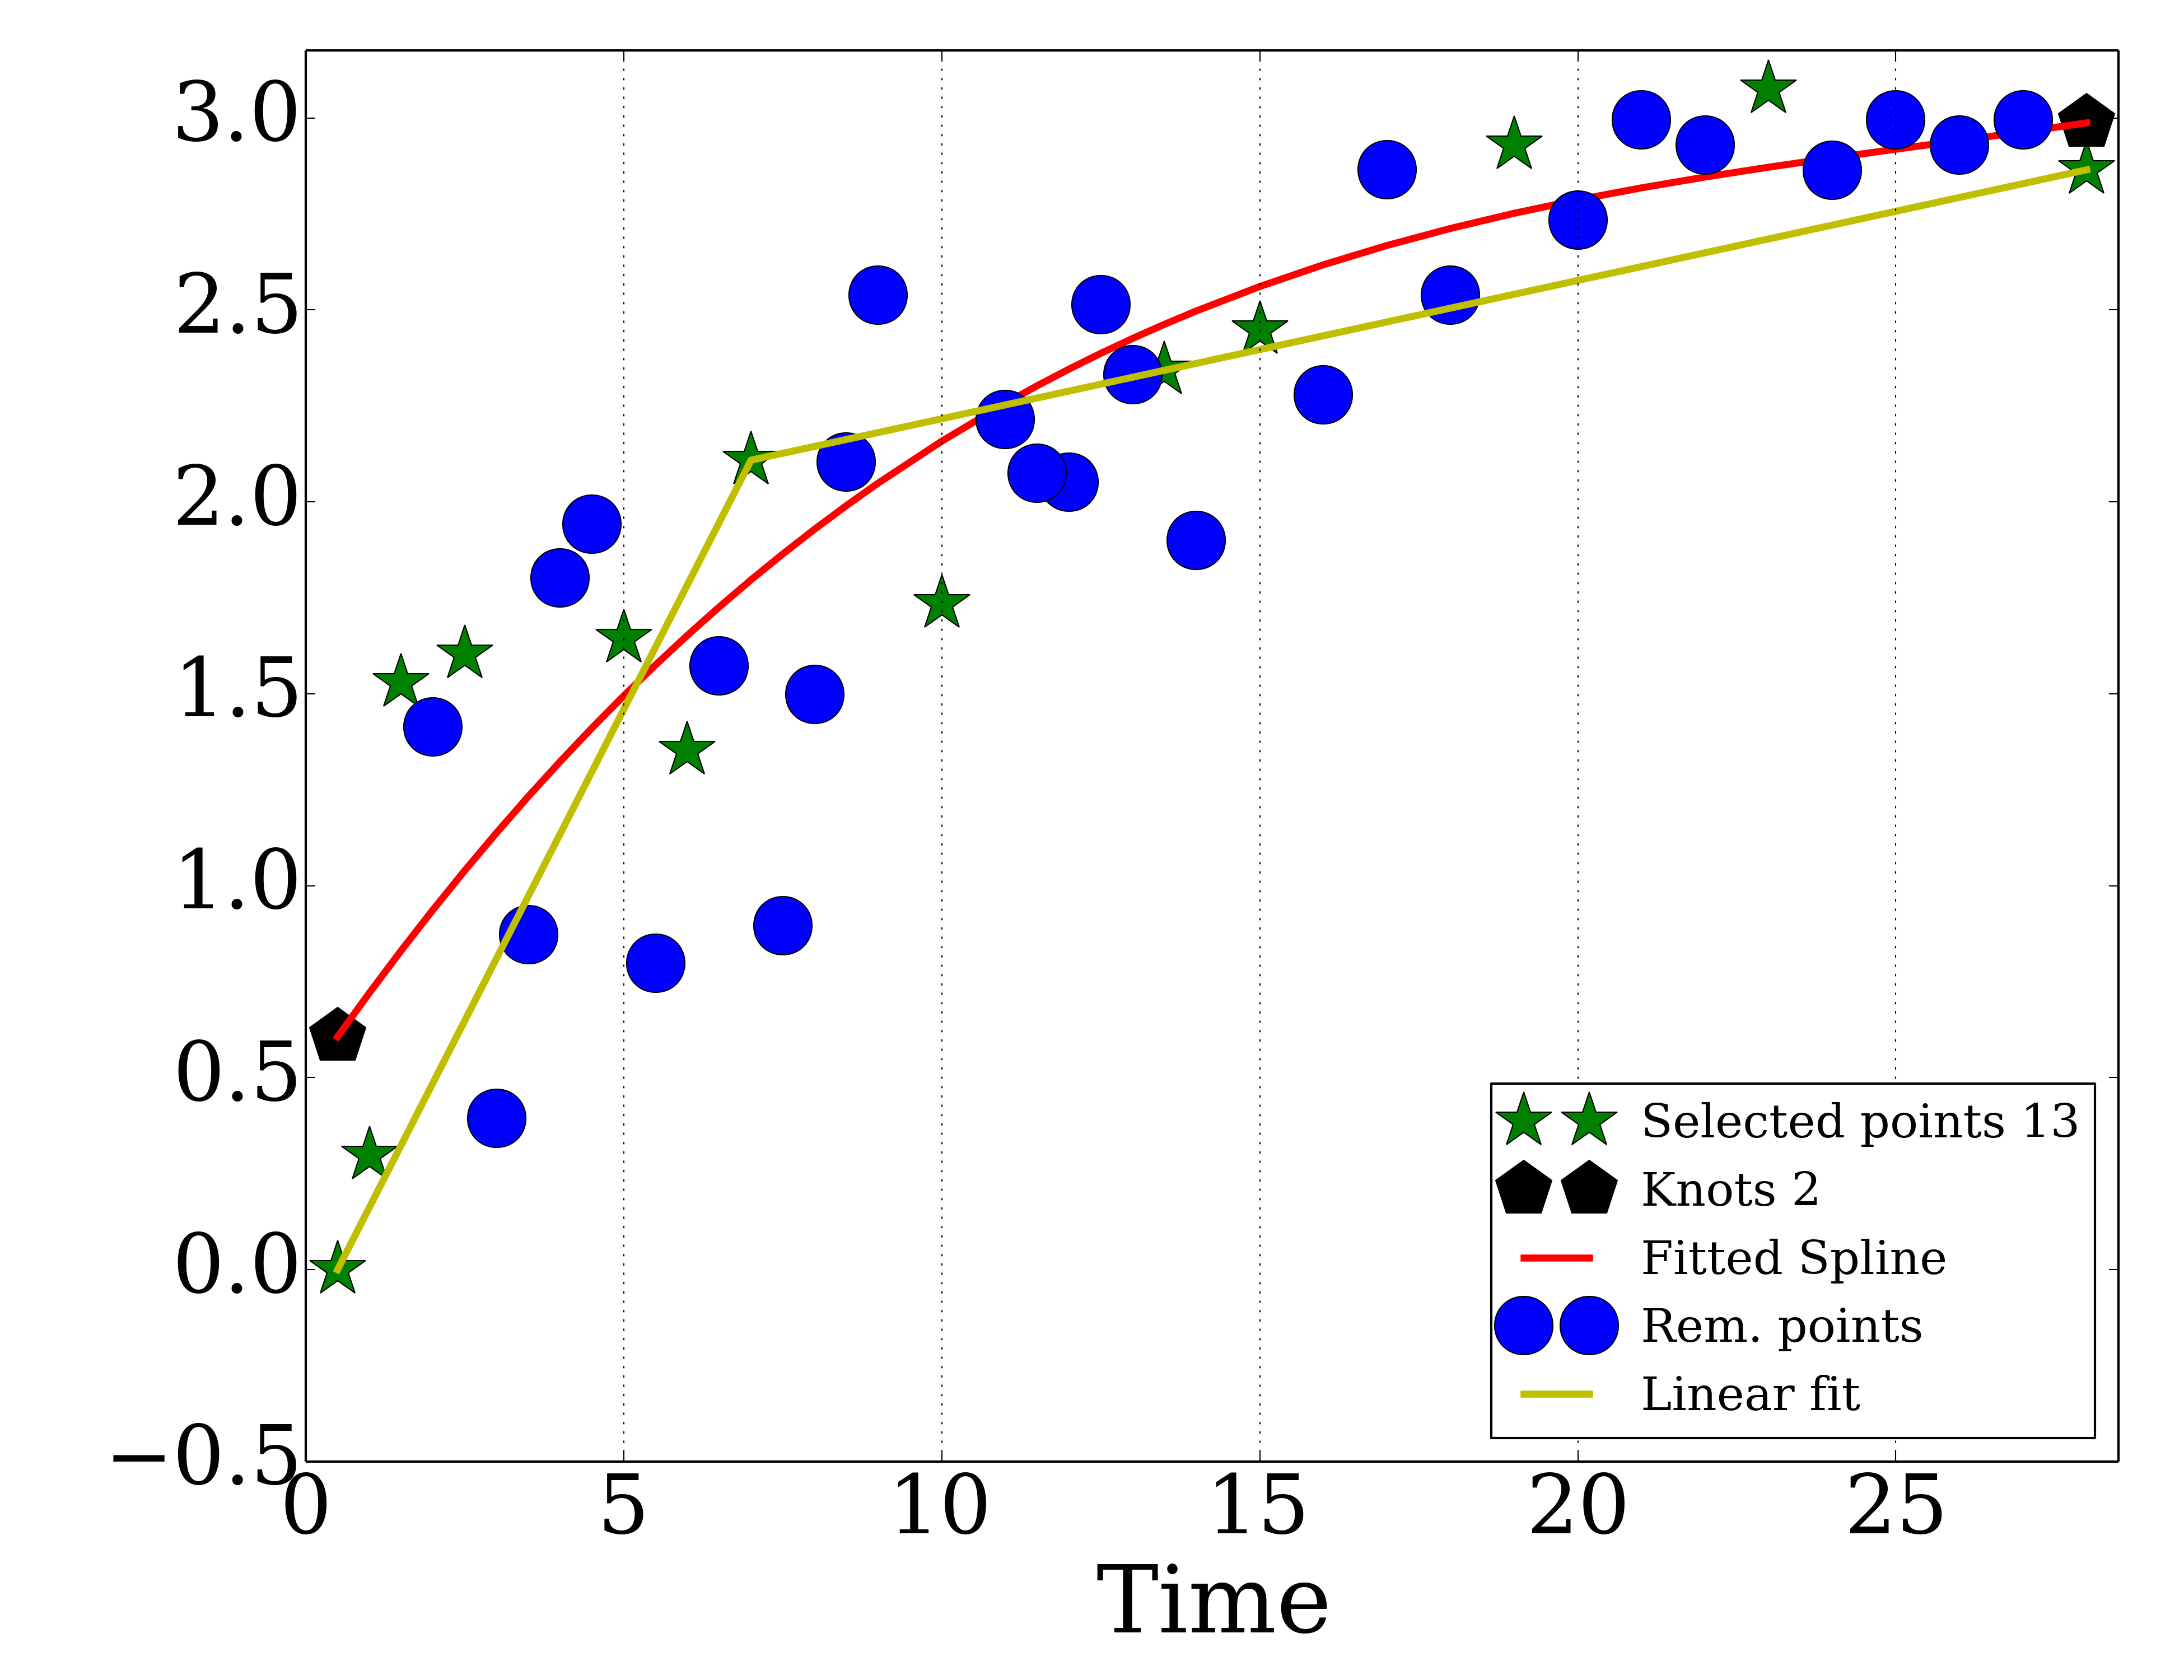 3.0
2.5
2.0
1.5
1.0
0.5
0.0
−0.5
0 5 10 15 20 25
Time
Selected points 13
Knots 2
Fitted Spline
Rem. points
Linear fit